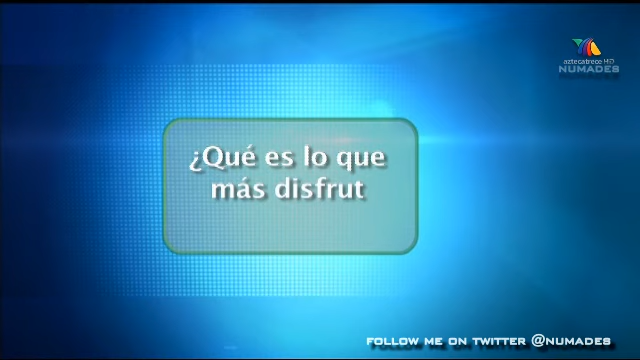 aztecatrece HD
NUMADES
¿Qué es lo que
más disfrut
FOLLOW ME ON TWITTER @NUMADES